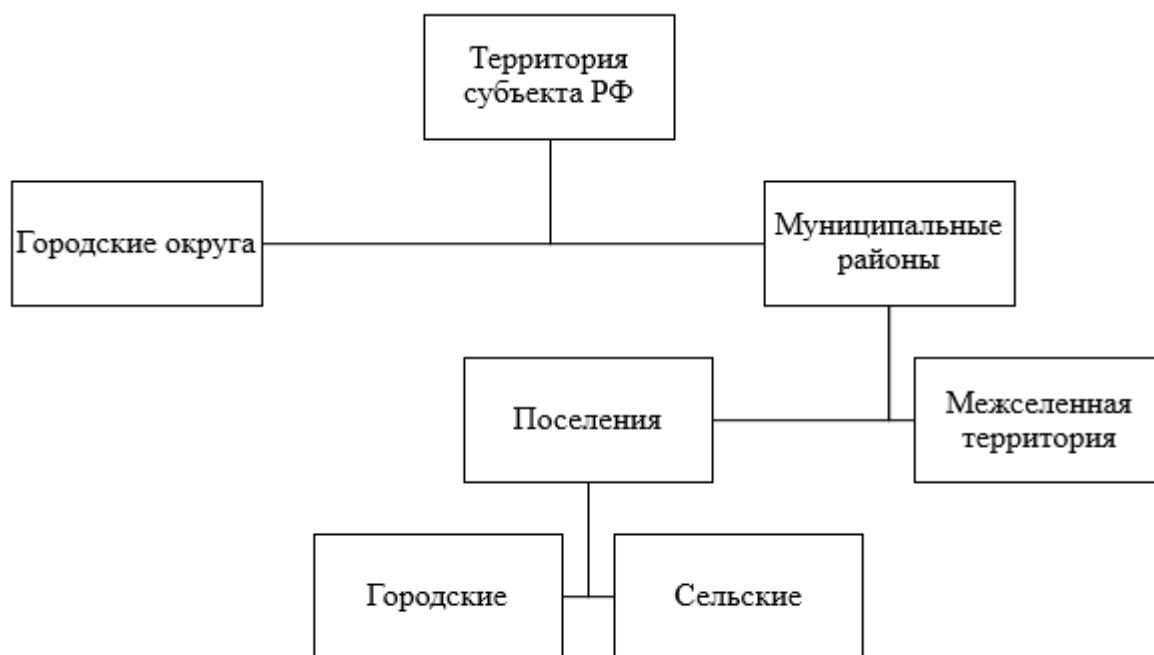 Территория
субъекта РФ
Городские округа
Муниципальные
районы
Поселения
Межселенная
территория
Городские
Сельские